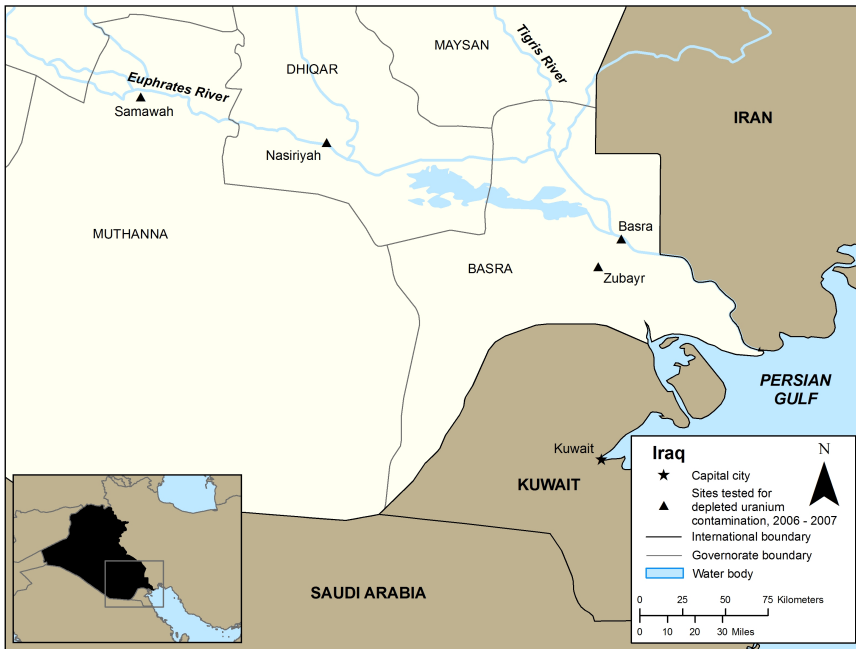 MAYSAN
Tigris River
DHIQAR
Euphrates River
Samawah
IRAN
Nasiriyah
MUTHANNA
Basra
BASRA
Zubayr
PERSIAN
GULF
Kuwait
KUWAIT
SAUDI ARABIA
Iraq
N
Capital city
Sites tested for
depleted uranium
contamination, 2006 - 2007
International boundary
Governorate boundary
Water body
0 25 50 75 Kilometers
0 10 20 30 Miles